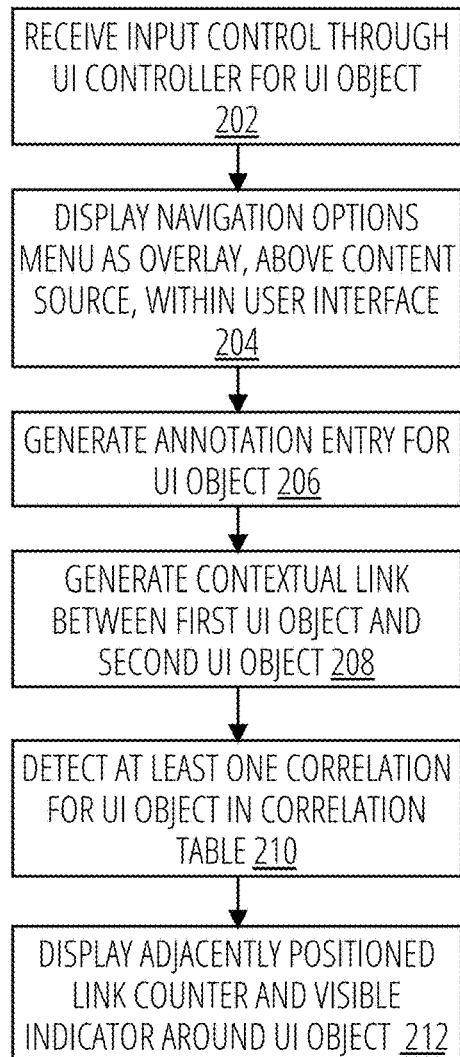 RECEIVE INPUT CONTROL THROUGH
UI CONTROLLER FOR UI OBJECT
202
DISPLAY NAVIGATION OPTIONS
MENU AS OVERLAY, ABOVE CONTENT
SOURCE, WITHIN USER INTERFACE
204
GENERATE ANNOTATION ENTRY FOR
UI OBJECT 206
GENERATE CONTEXTUAL LINK
BETWEEN FIRST UI OBJECT AND
SECOND UI OBJECT 208
DETECT AT LEAST ONE CORRELATION
FOR UI OBJECT IN CORRELATION
TABLE 210
DISPLAY ADJACENTLY POSITIONED
LINK COUNTER AND VISIBLE
INDICATOR AROUND UI OBJECT 212